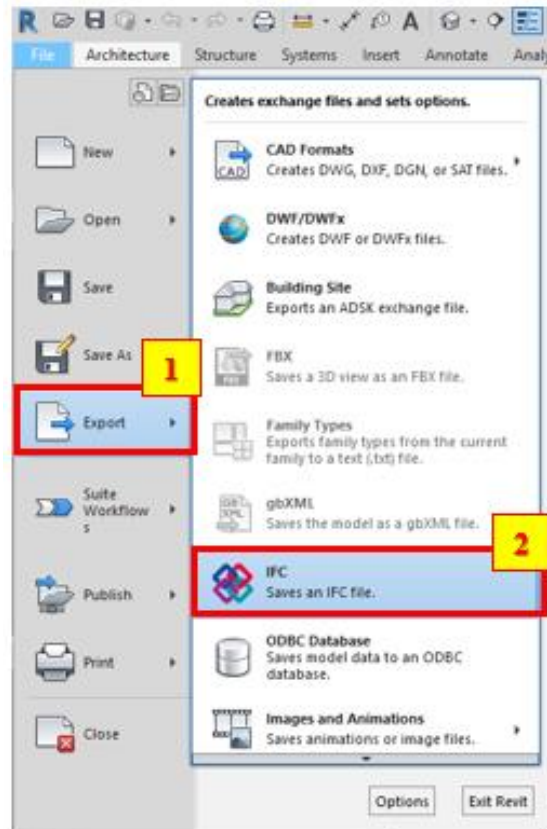 File Architecture Structure Systems Insert Annotate Analy
Creates exchange files and sets options.
New
Open
Save
Save As
1
Export
Suite
Workflow
s
Publish
Print
Close
CAD Formats
Creates DWG, DXF, DGN, or SAT files.
DWF/DWFx
Creates DWF or DWFx files.
Building Site
Exports an ADSK exchange file.
FBX
Saves a 3D view as an FBX file.
Family Types
Exports family types from the current
family to a text (.txt) file.
gbXML
Saves the model as a gbXML file.
2
IFC
Saves an IFC file.
ODBC Database
Saves model data to an ODBC
database.
Images and Animations
Saves animations or image files.
Options Exit Revit